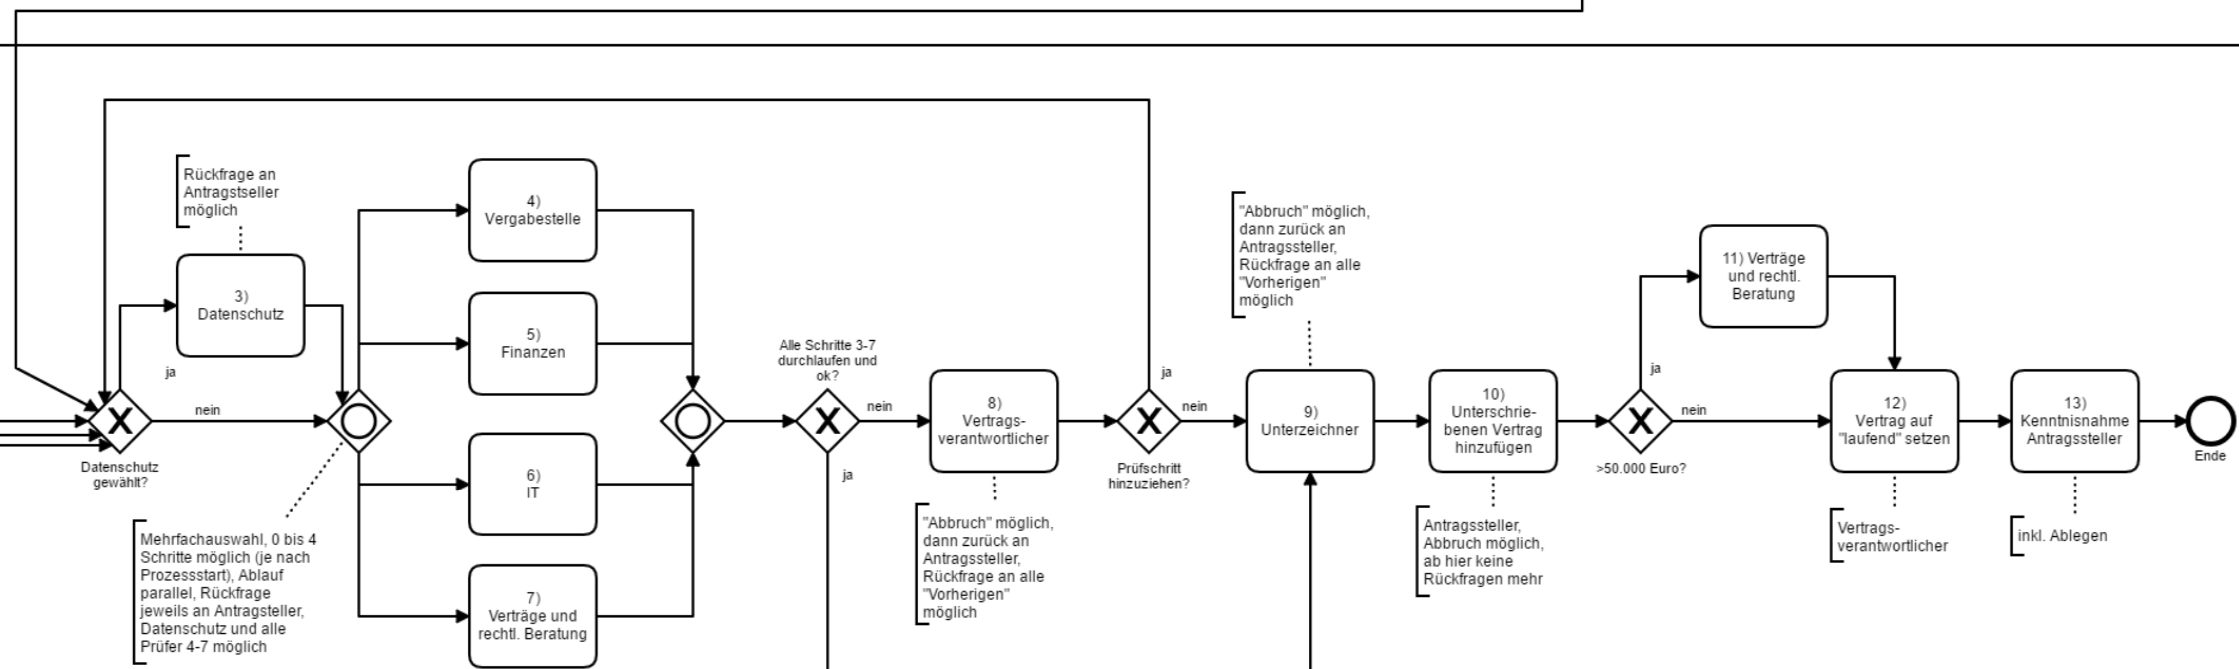 Rückfrage an
Antragstseller
möglich
3)
Datenschutz
ja
nein
Datenschutz
gewählt?
Mehrfachauswahl, 0 bis 4
Schritte möglich (je nach
Prozessstart), Ablauf
parallel, Rückfrage
jeweils an Antragsteller,
Datenschutz und alle
Prüfer 4-7 möglich
4)
Vergabestelle
5)
Finanzen
6)
IT
7)
Verträge und
rechtl. Beratung
Alle Schritte 3-7
durchlaufen und
ok?
nein
ja
8)
Vertrags-
verantwortlicher
"Abbruch" möglich,
dann zurück an
Antragssteller,
Rückfrage an alle
"Vorherigen"
möglich
ja
nein
Prüfschritt
hinzuziehen?
"Abbruch" möglich,
dann zurück an
Antragssteller,
Rückfrage an alle
"Vorherigen"
möglich
9)
Unterzeichner
10)
Unterschrie-
benen Vertrag
hinzufügen
Antragssteller,
Abbruch möglich,
ab hier keine
Rückfragen mehr
ja
nein
>50.000 Euro?
11) Verträge
und rechtl.
Beratung
12)
Vertrag auf
"laufend" setzen
Vertrags-
verantwortlicher
13)
Kenntnisnahme
Antragssteller
inkl. Ablegen
Ende